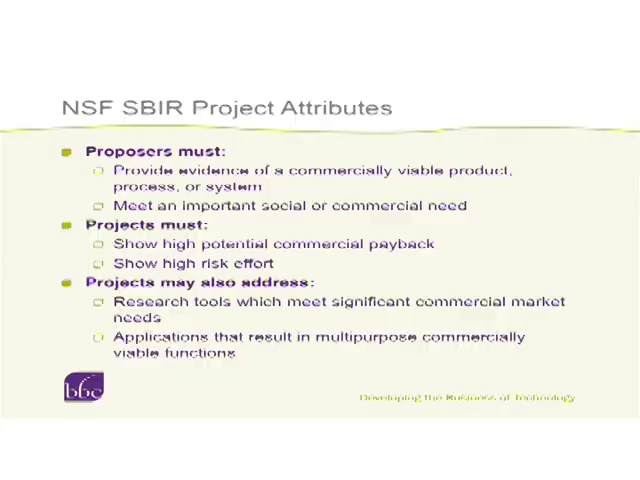 NSF SBIR Project Attributes
Proposers must:
Provide evidence of a commercially viable product,
process, or system
Meet an important social or commercial need
Projects must:
Show high potential commercial payback
Show high risk effort
Projects may also address:
Research tools which meet significant commercial market
needs
Applications that result in multipurpose commercially
viable functions
bbc
Developing the Business of Technology